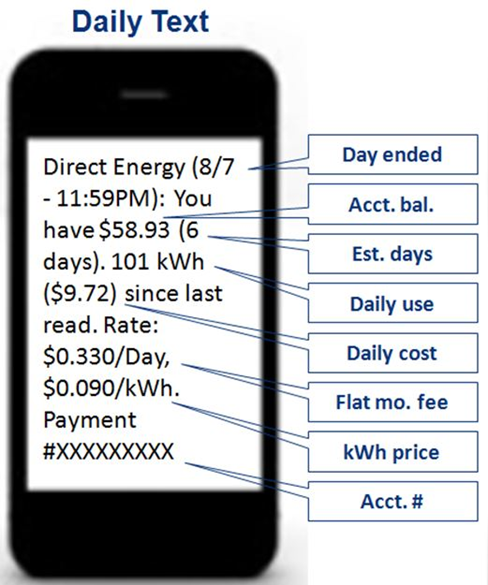 Daily Text
Direct Energy (8/7
- 11:59PM): You
have $58.93 (6
days). 101 kWh
($9.72) since last
read. Rate:
$0.330/Day,
$0.090/kWh.
Payment
#XXXXXXXXX
Day ended
Acct. bal.
Est. days
Daily use
Daily cost
Flat mo. fee
kWh price
Acct. #